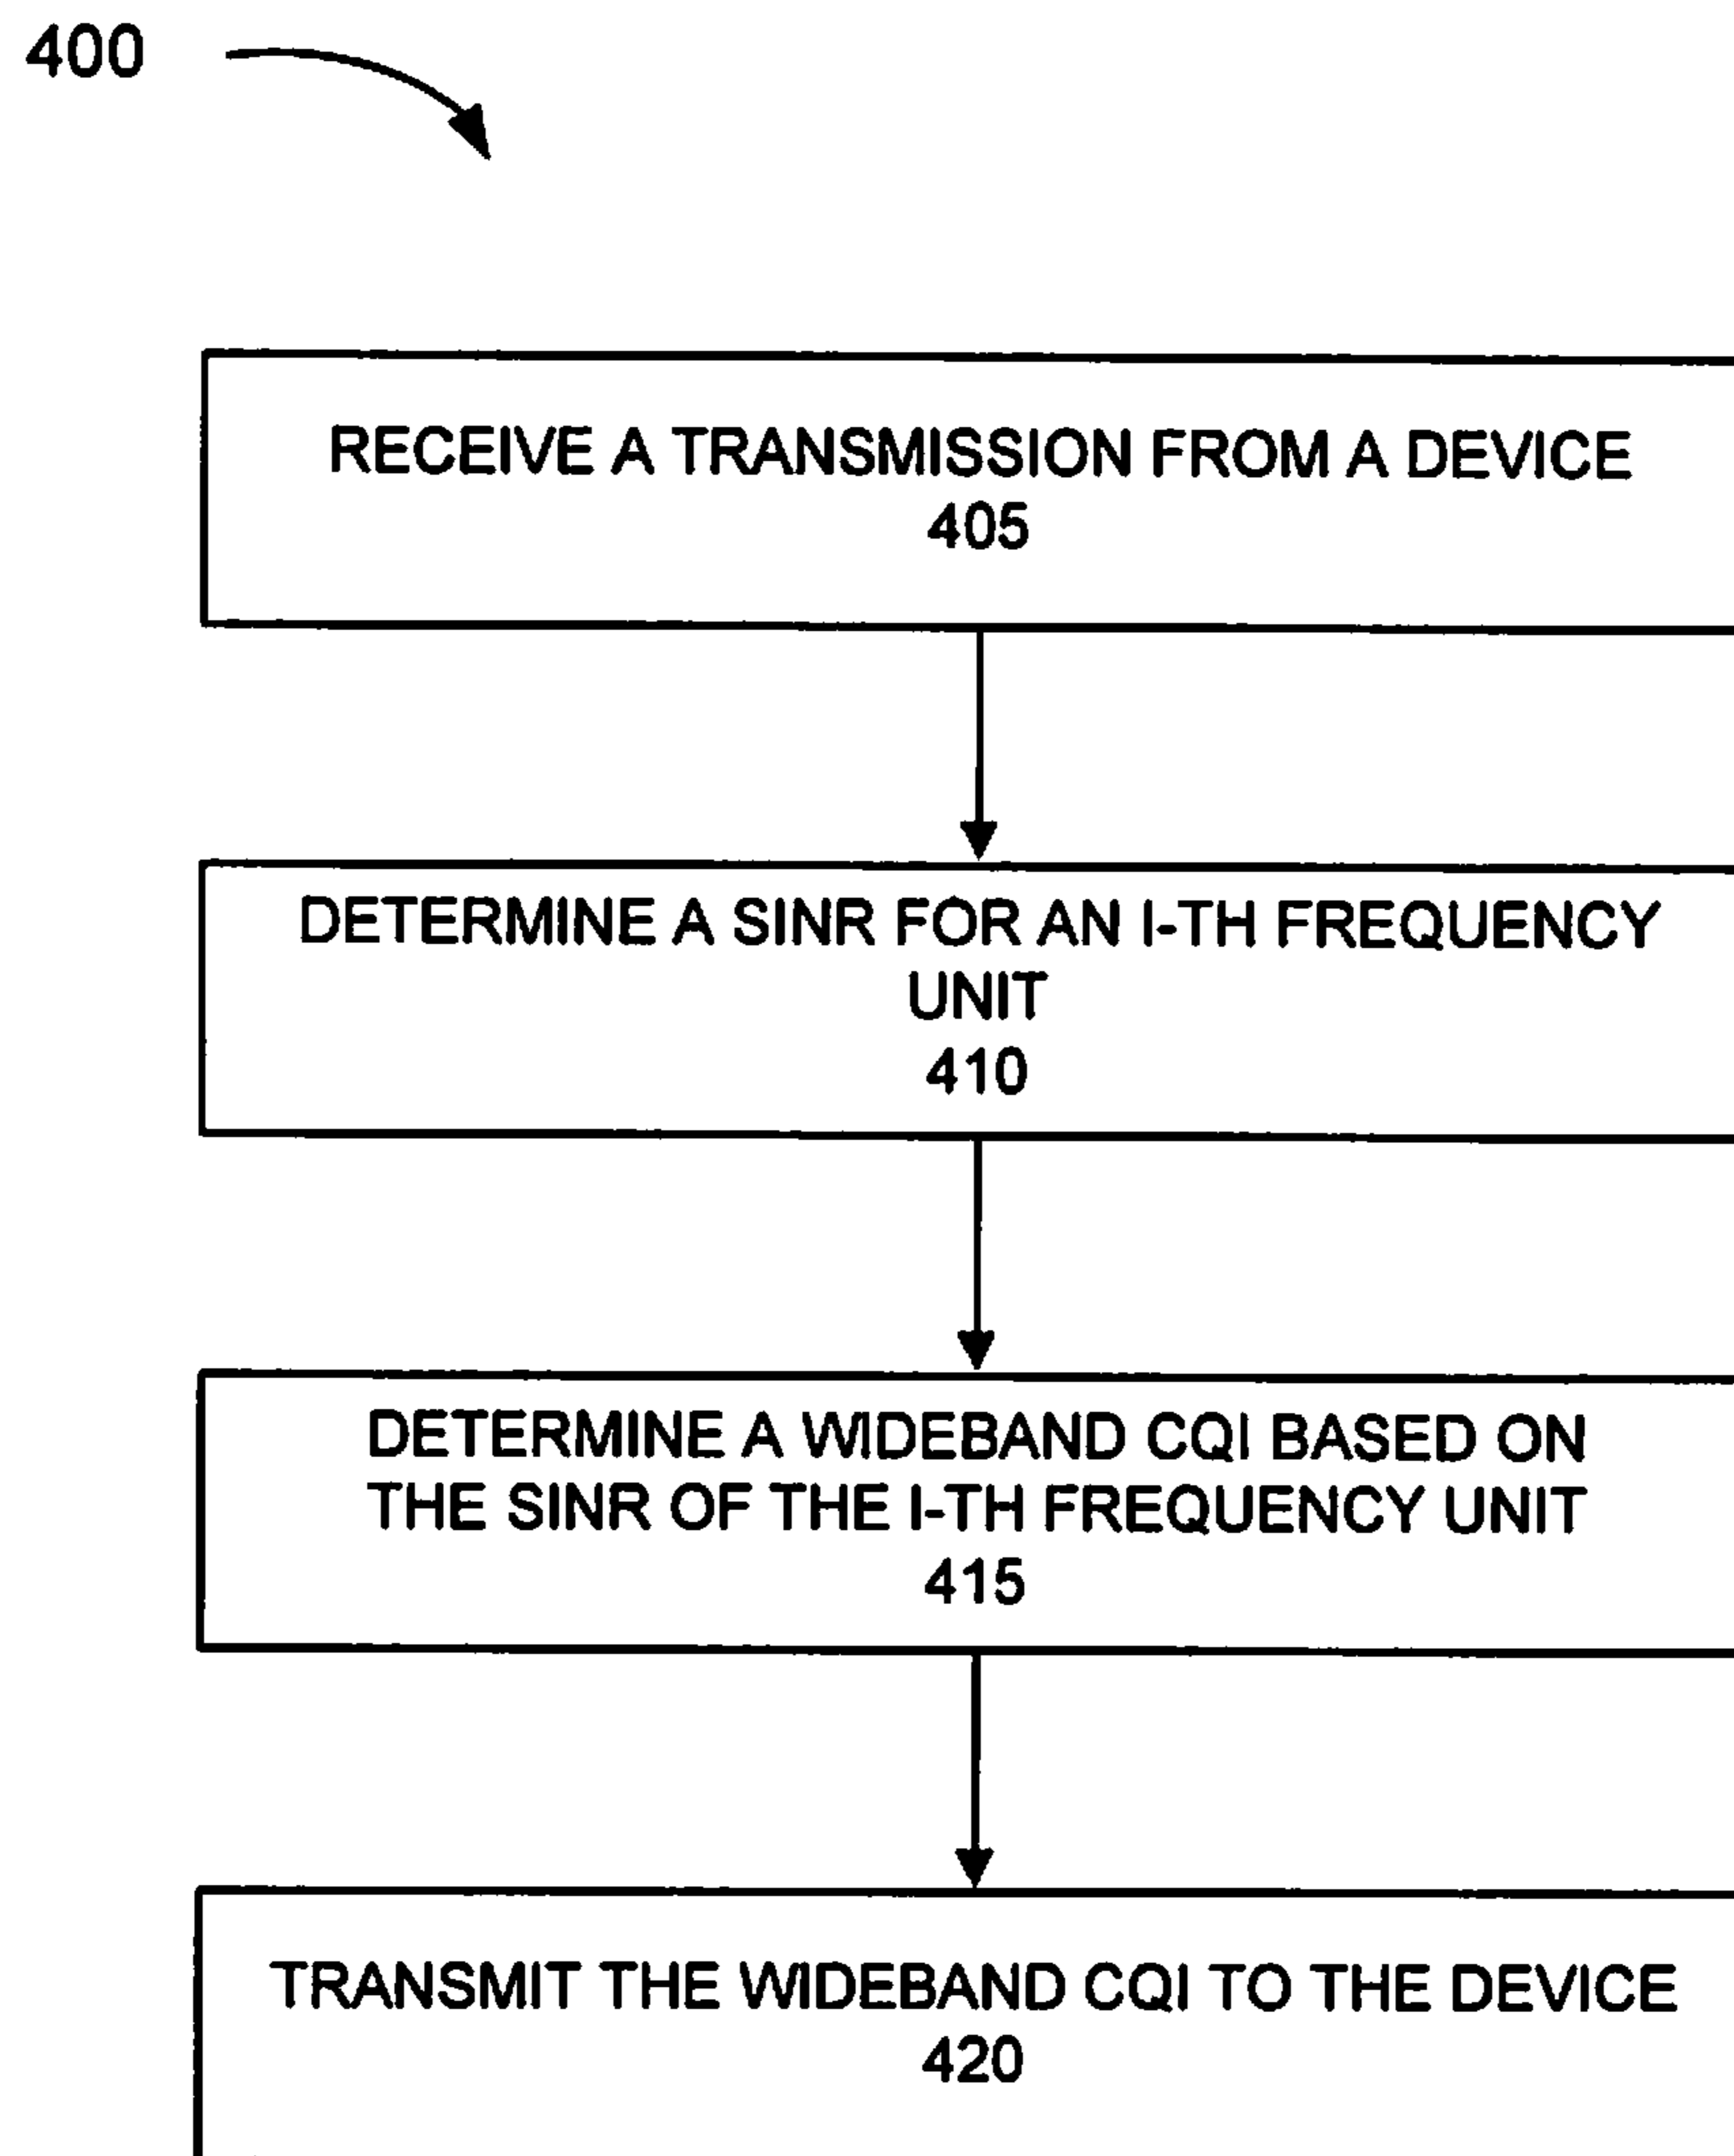 400
RECEIVE A TRANSMISSION FROM A DEVICE
405
DETERMINE A SINR FOR AN I-TH FREQUENCY
UNIT
410
DETERMINE A WIDEBAND CQI BASED ON
THE SINR OF THE I-TH FREQUENCY UNIT
415
TRANSMIT THE WIDEBAND CQI TO THE DEVICE
420